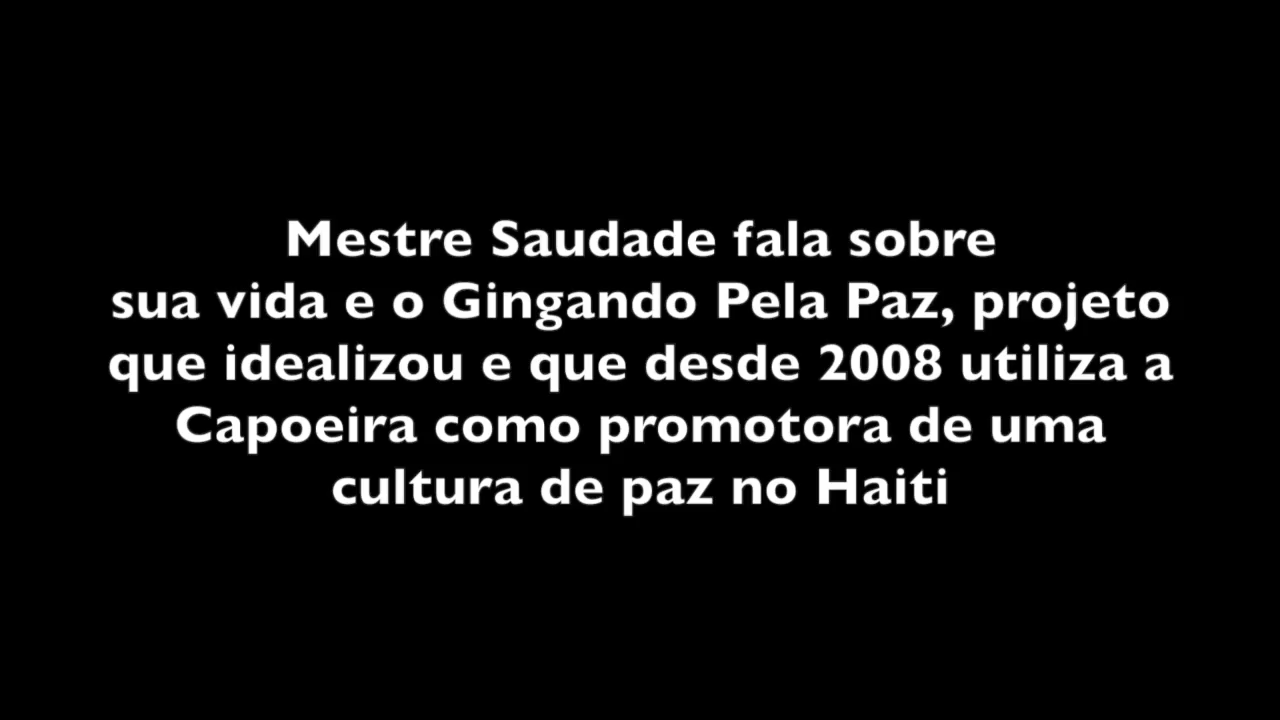 Mestre Saudade fala sobre
sua vida e o Gingando Pela Paz, projeto
que idealizou e que desde 2008 utiliza a
Capoeira como promotora de uma
cultura de paz no Haiti